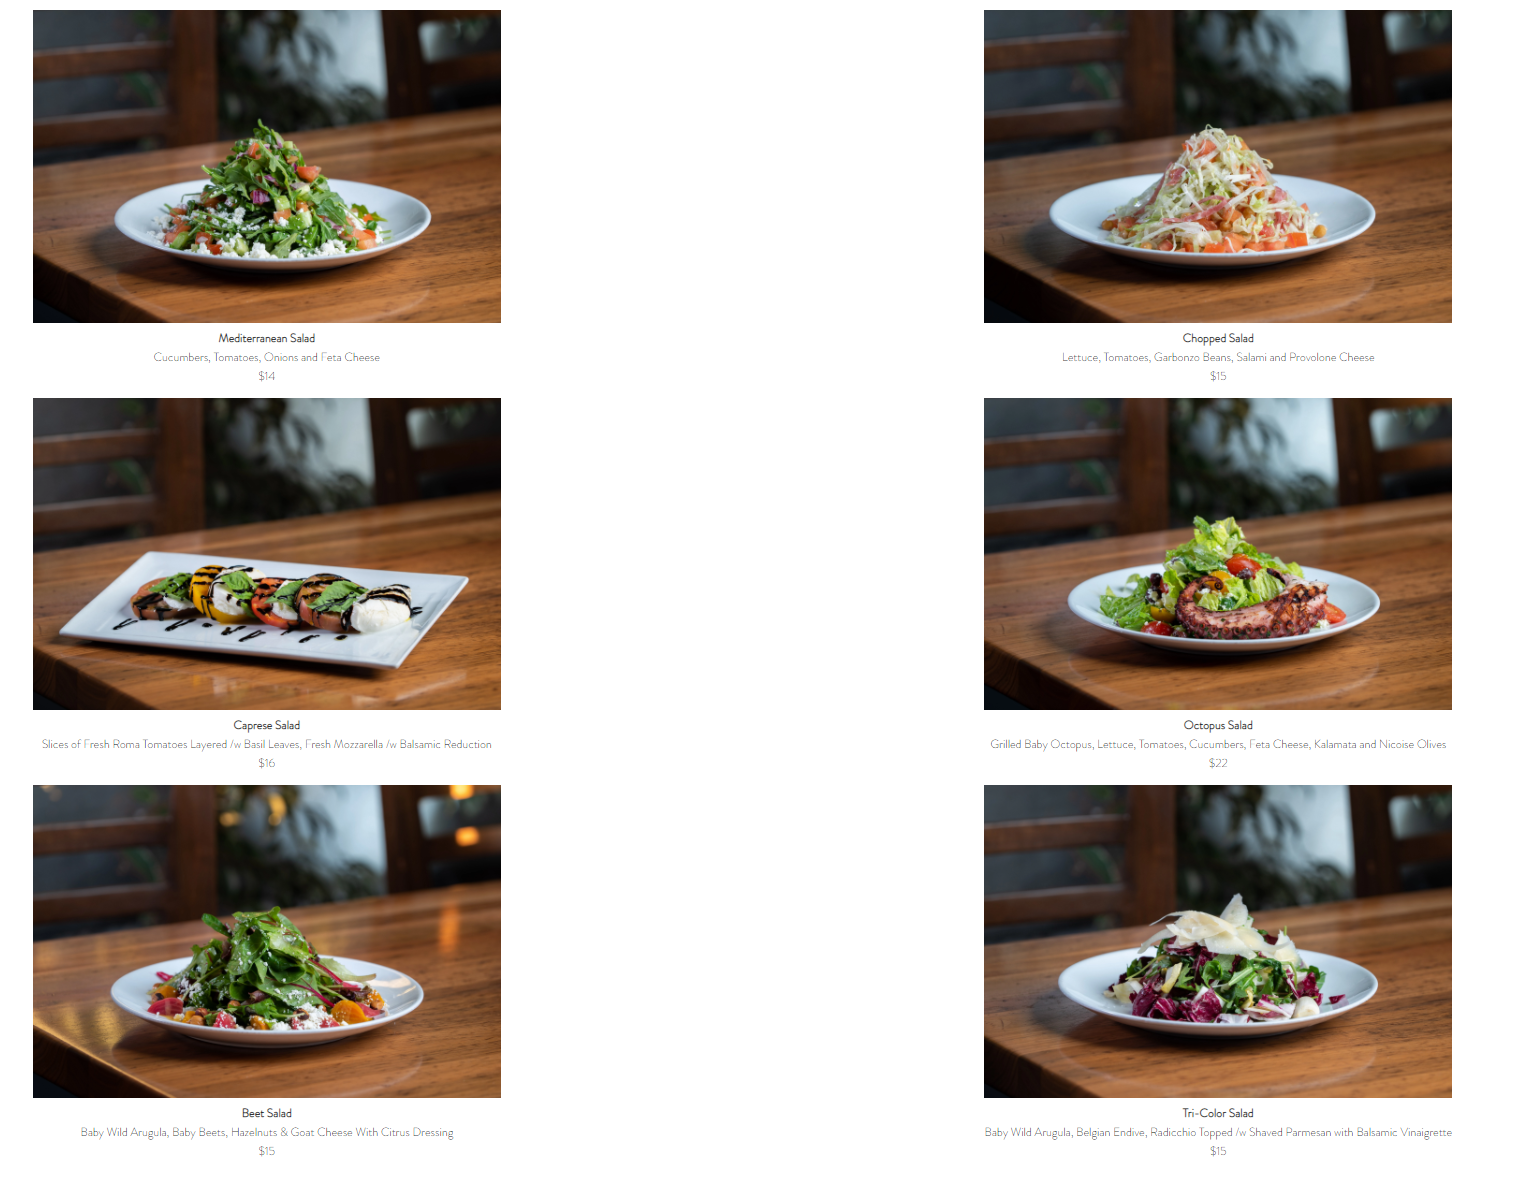 Mediterranean Salad
Cucumbers, Tomatoes, Onions and Feta Cheese
$14
Chopped Salad
Lettuce, Tomatoes, Garbonzo Beans, Salami and Provolone Cheese
$15
Caprese Salad
Slices of Fresh Roma Tomatoes Layered /w Basil Leaves, Fresh Mozzarella /w Balsamic Reduction
$16
Octopus Salad
Grilled Baby Octopus, Lettuce, Tomatoes, Cucumbers, Feta Cheese, Kalamata and Nicoise Olives
$22
Beet Salad
Baby Wild Arugula, Baby Beets, Hazelnuts & Goat Cheese With Citrus Dressing
$15
Tri-Color Salad
Baby Wild Arugula, Belgian Endive, Radicchio Topped /w Shaved Parmesan with Balsamic Vinaigrette
$15